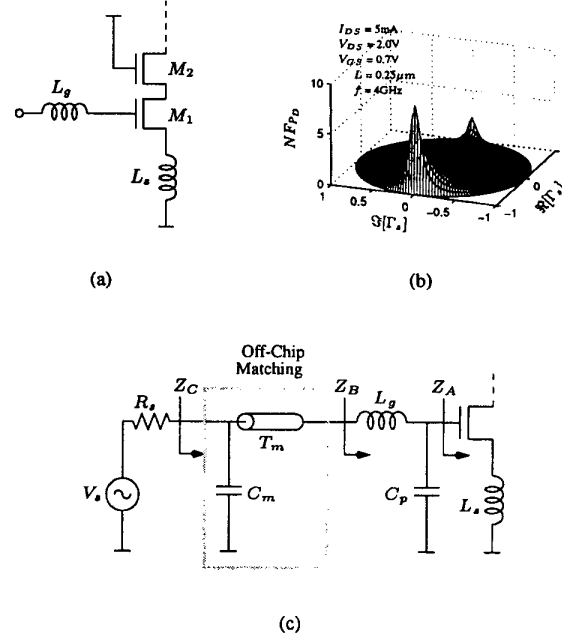 M₂
L_g
M₁
L_s
(a)
I_DS = 5mA
V_DS = 2.0V
V_GS = 0.7V
L = 0.25μm
f = 4GHz
NF_PD
10
5
0
1
0.5
0
−0.5
−1
−1
0
ℑ[Γ_s]
ℜ[Γ_s]
(b)
Off-Chip
Matching
Z_C
Z_B
Z_A
R_s
L_g
T_m
V_s
C_m
C_p
L_s
(c)